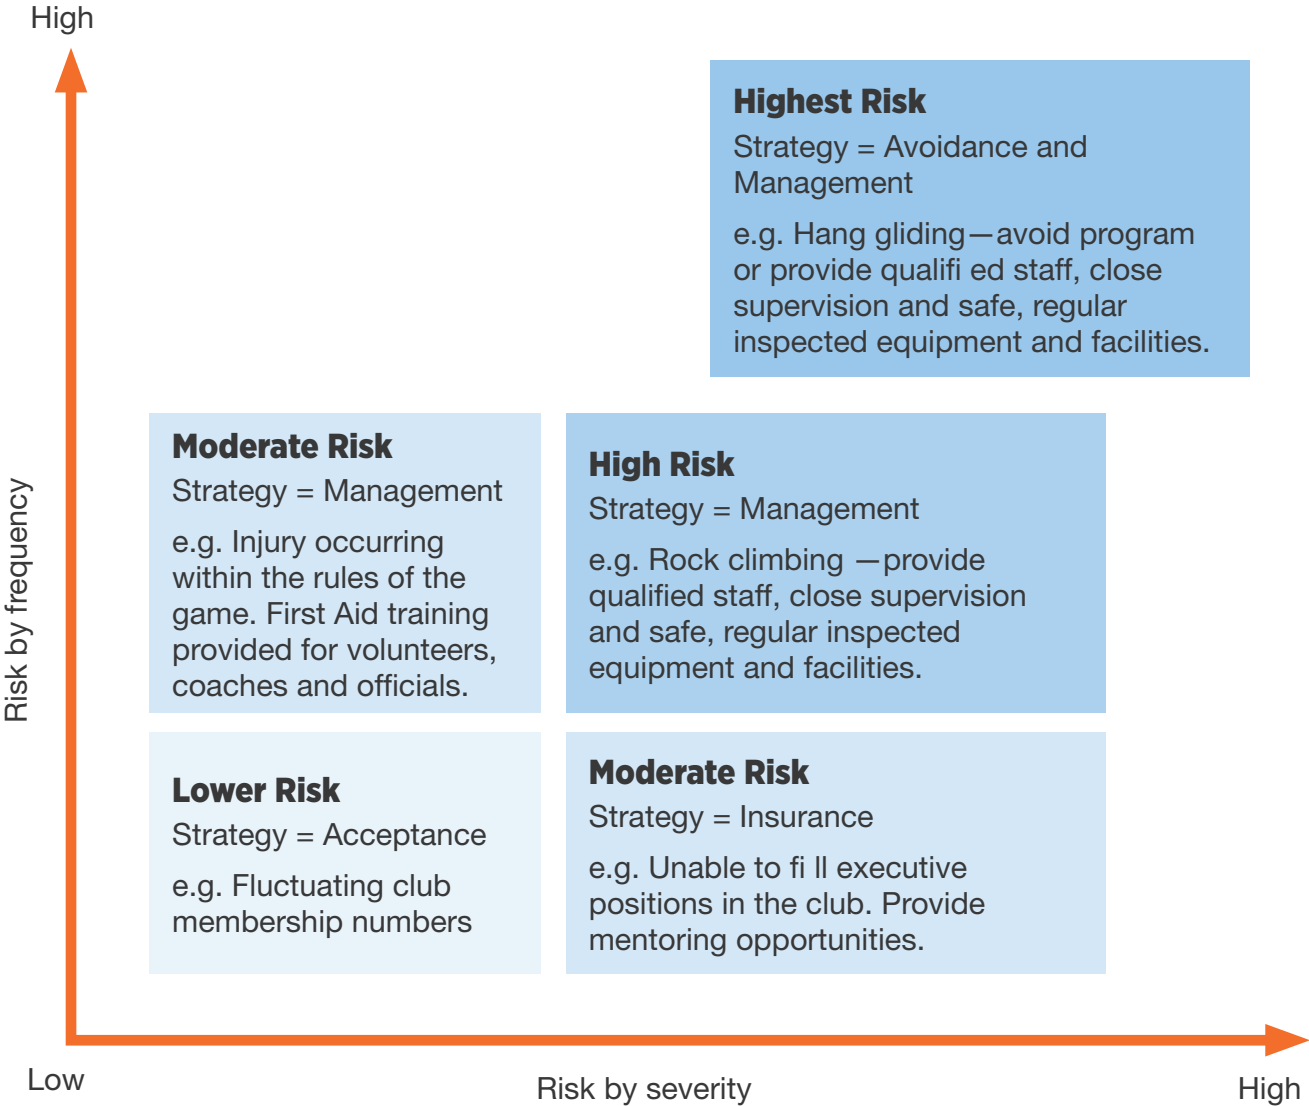 High
Highest Risk
Strategy = Avoidance and
Management
e.g. Hang gliding—avoid program
or provide qualifi ed staff, close
supervision and safe, regular
inspected equipment and facilities.
Moderate Risk
Strategy = Management
e.g. Injury occurring
within the rules of the
game. First Aid training
provided for volunteers,
coaches and officials.
High Risk
Strategy = Management
e.g. Rock climbing —provide
qualified staff, close supervision
and safe, regular inspected
equipment and facilities.
Risk by frequency
Lower Risk
Strategy = Acceptance
e.g. Fluctuating club
membership numbers
Moderate Risk
Strategy = Insurance
e.g. Unable to fi ll executive
positions in the club. Provide
mentoring opportunities.
Low
Risk by severity
High